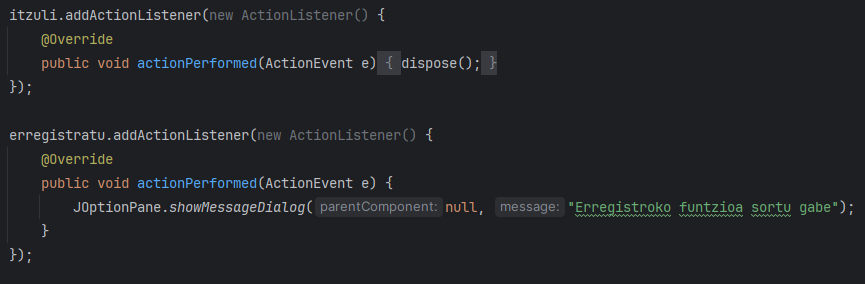 itzuli.addActionListener(new ActionListener() {
@Override
public void actionPerformed(ActionEvent e) { dispose(); }
});
erregistratu.addActionListener(new ActionListener() {
@Override
public void actionPerformed(ActionEvent e) {
JOptionPane.showMessageDialog( parentComponent: null, message: "Erregistroko funtzioa sortu gabe");
}
});